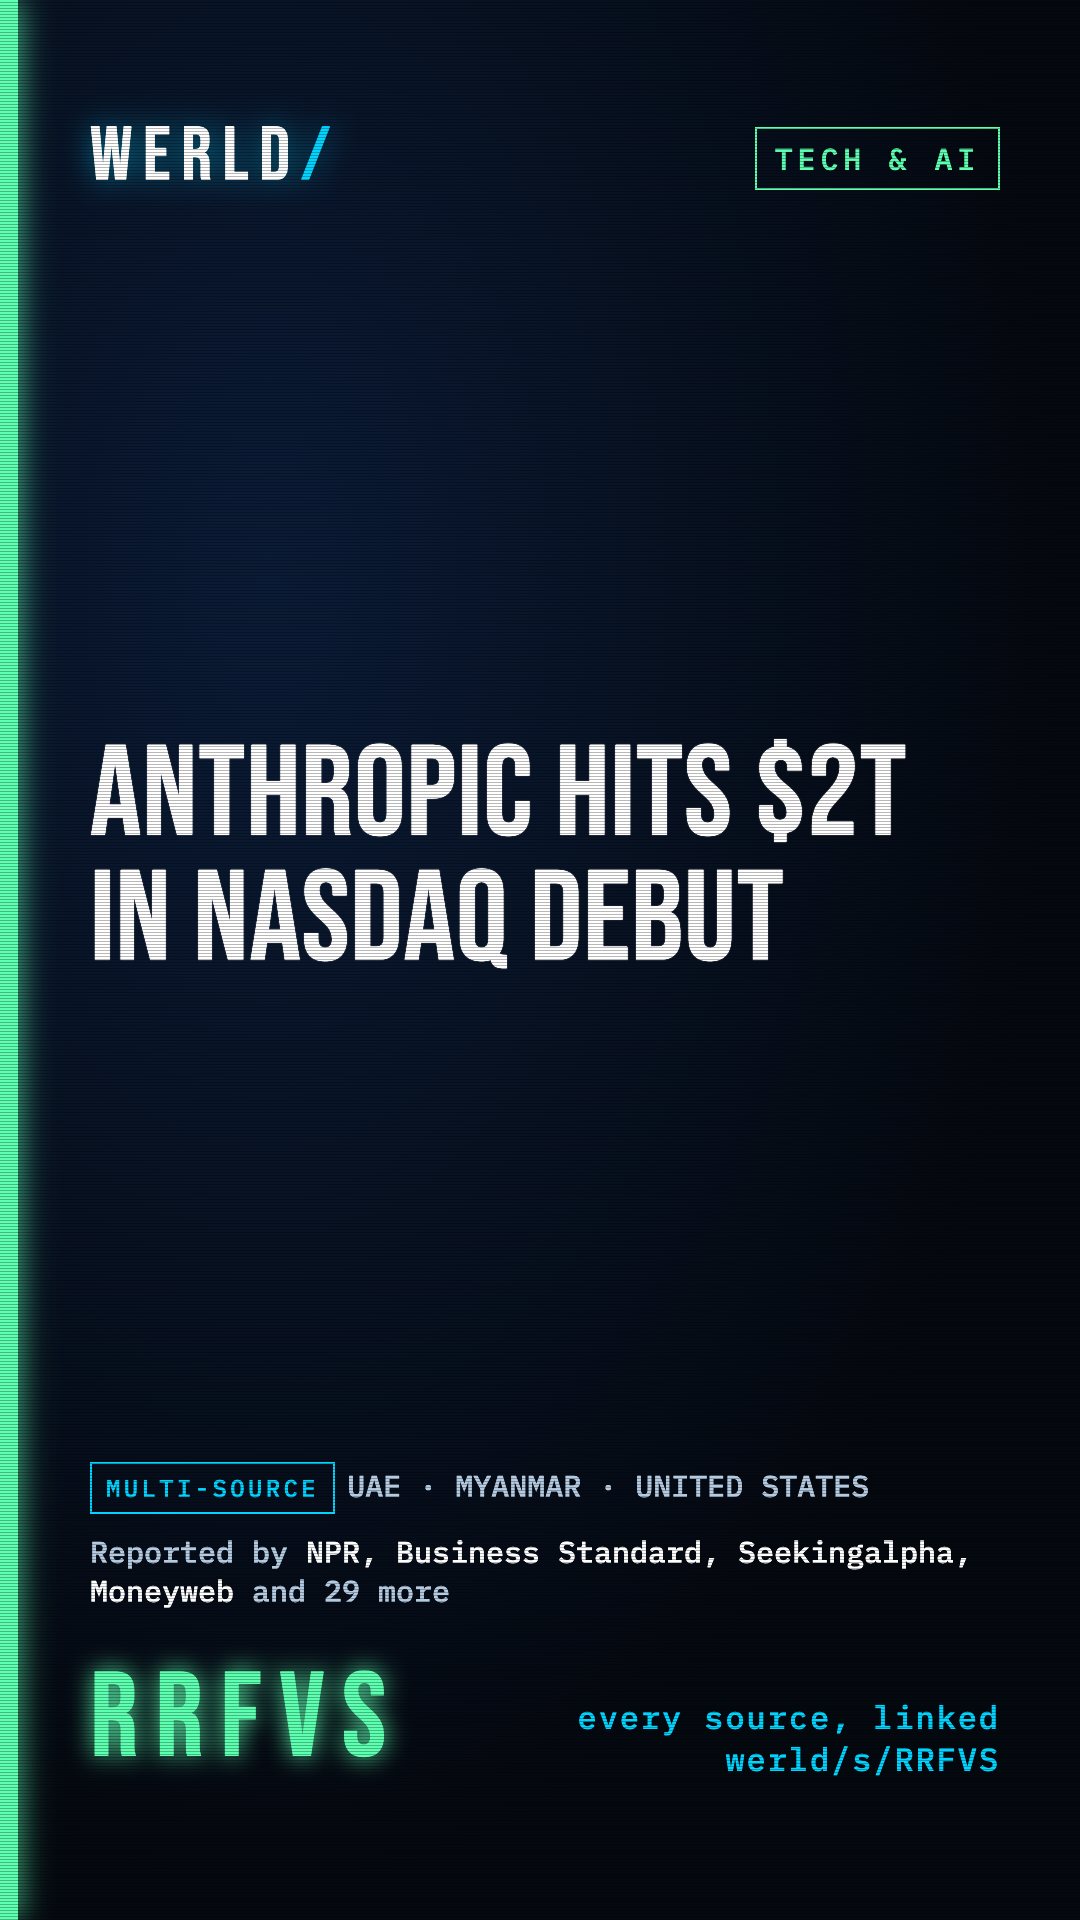 WERLD/
TECH & AI
ANTHROPIC HITS $2T
IN NASDAQ DEBUT
MULTI-SOURCE UAE · MYANMAR · UNITED STATES
Reported by NPR, Business Standard, Seekingalpha,
Moneyweb and 29 more
RRFVS
every source, linked
werld/s/RRFVS